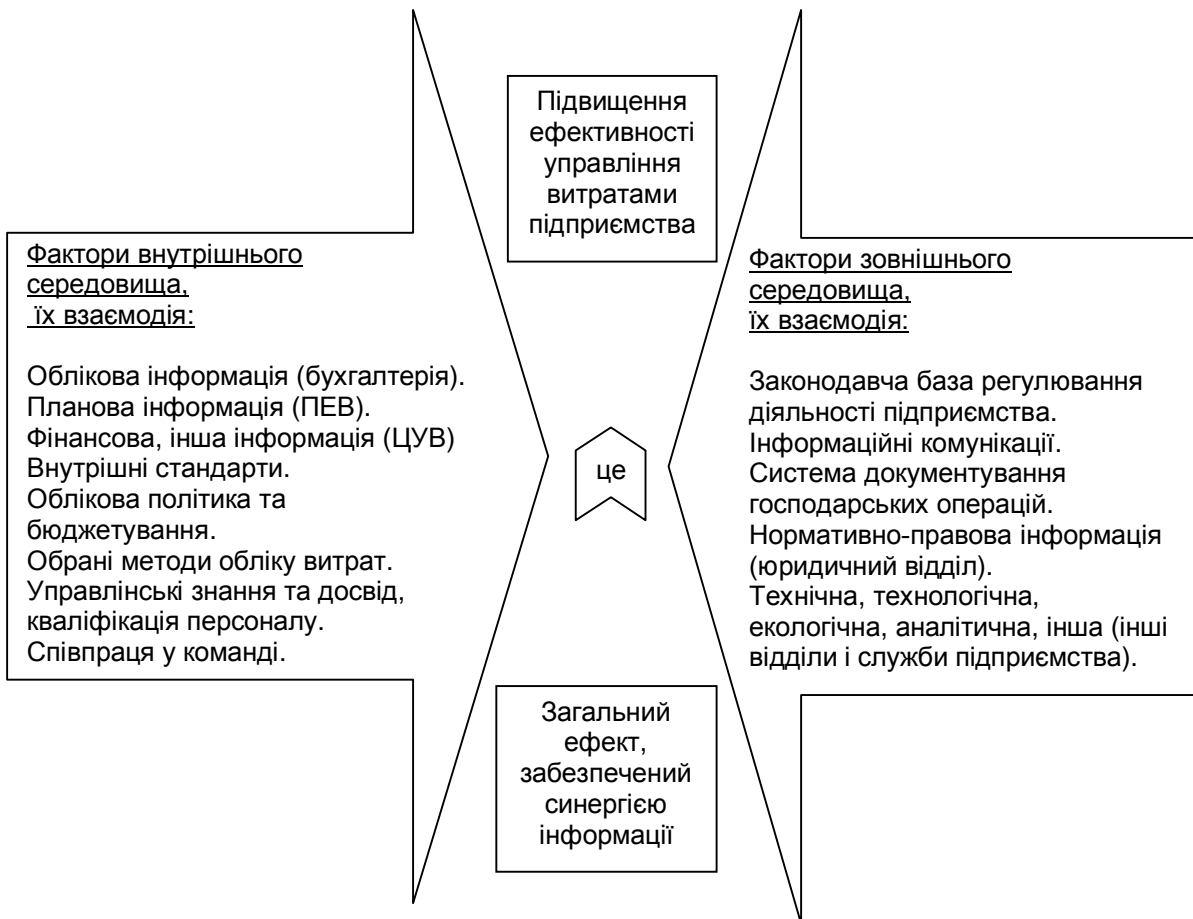 Підвищення
ефективності
управління
витратами
підприємства
Фактори внутрішнього
середовища,
їх взаємодія:
Облікова інформація (бухгалтерія).
Планова інформація (ПЕВ).
Фінансова, інша інформація (ЦУВ)
Внутрішні стандарти.
Облікова політика та
бюджетування.
Обрані методи обліку витрат.
Управлінські знання та досвід,
кваліфікація персоналу.
Співпраця у команді.
це
Фактори зовнішнього
середовища,
їх взаємодія:
Законодавча база регулювання
діяльності підприємства.
Інформаційні комунікації.
Система документування
господарських операцій.
Нормативно-правова інформація
(юридичний відділ).
Технічна, технологічна,
екологічна, аналітична, інша (інші
відділи і служби підприємства).
Загальний
ефект,
забезпечений
синергією
інформації